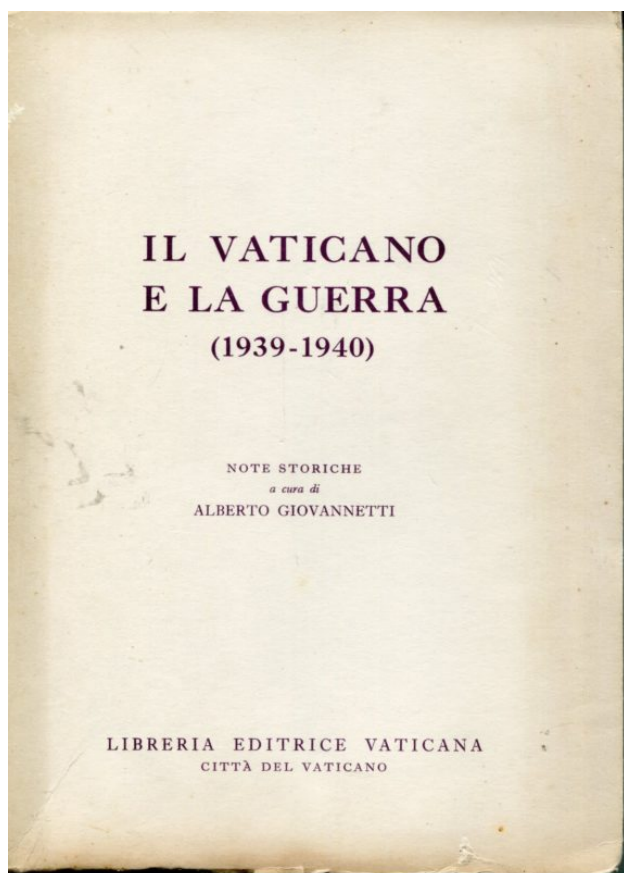 IL VATICANO
E LA GUERRA
(1939-1940)
NOTE STORICHE
a cura di
ALBERTO GIOVANNETTI
LIBRERIA EDITRICE VATICANA
CITTÀ DEL VATICANO